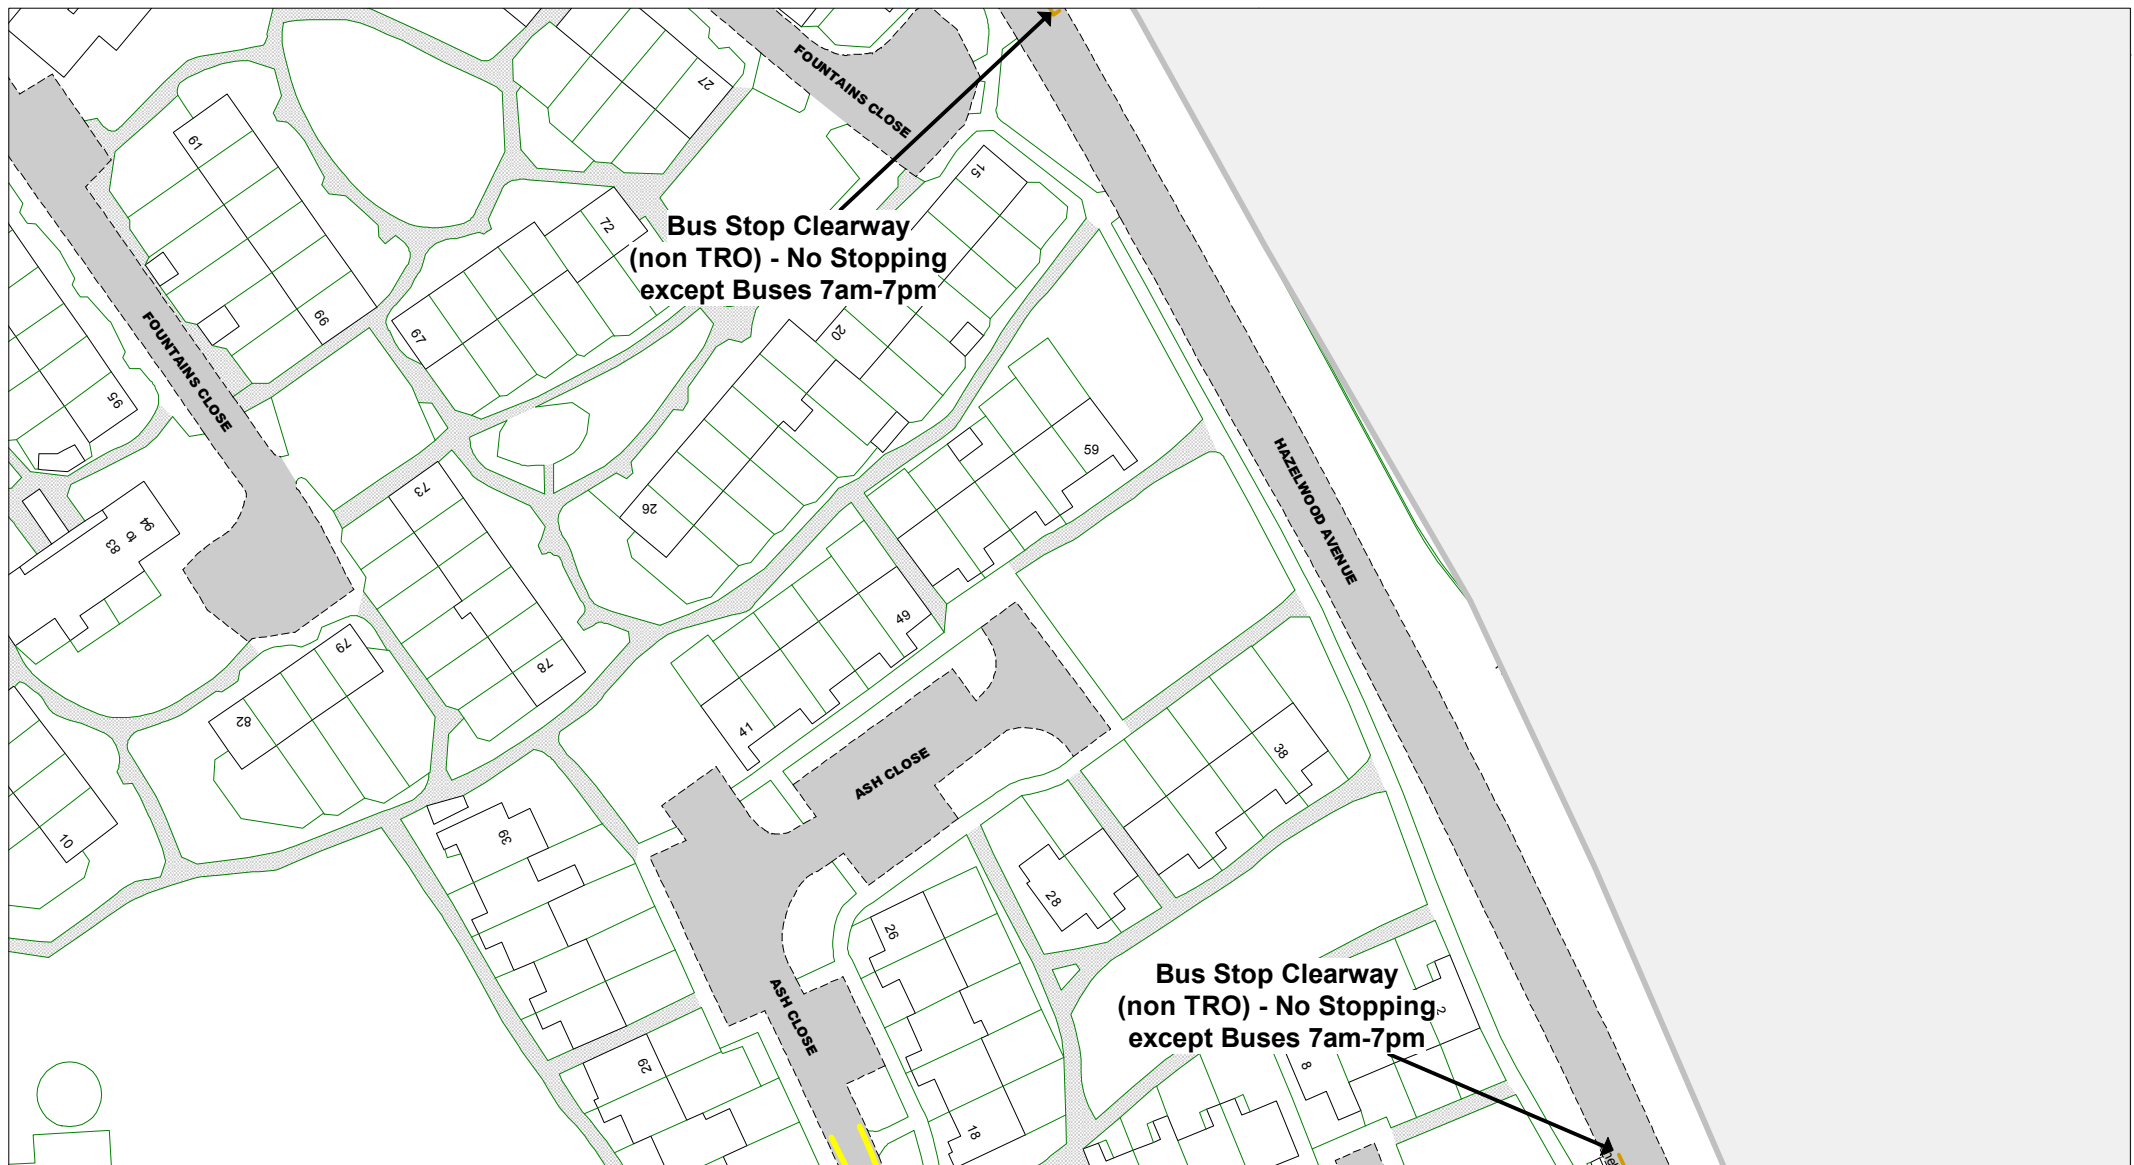 FOUNTAINS CLOSE
27
61
15
72
Bus Stop Clearway
(non TRO) - No Stopping
except Buses 7am-7pm
66
67
20
FOUNTAINS CLOSE
95
59
HAZELWOOD AVENUE
73
26
94
to
83
49
79
78
82
41
38
ASH CLOSE
10
39
28
26
Bus Stop Clearway
(non TRO) - No Stopping
except Buses 7am-7pm
2
ASH CLOSE
29
8
18